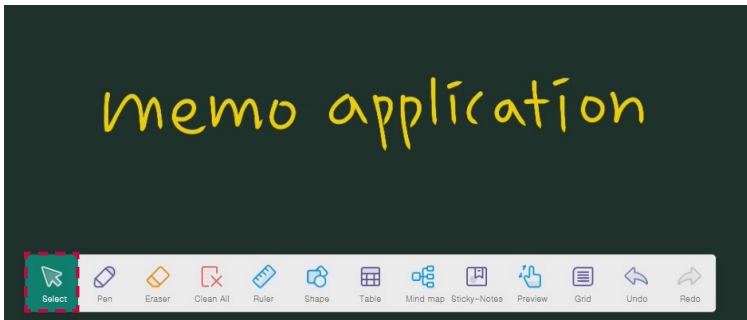 memo application
Select Pen Eraser Clean All Ruler Shape Table Mind map Sticky-Notes Preview Grid Undo Redo